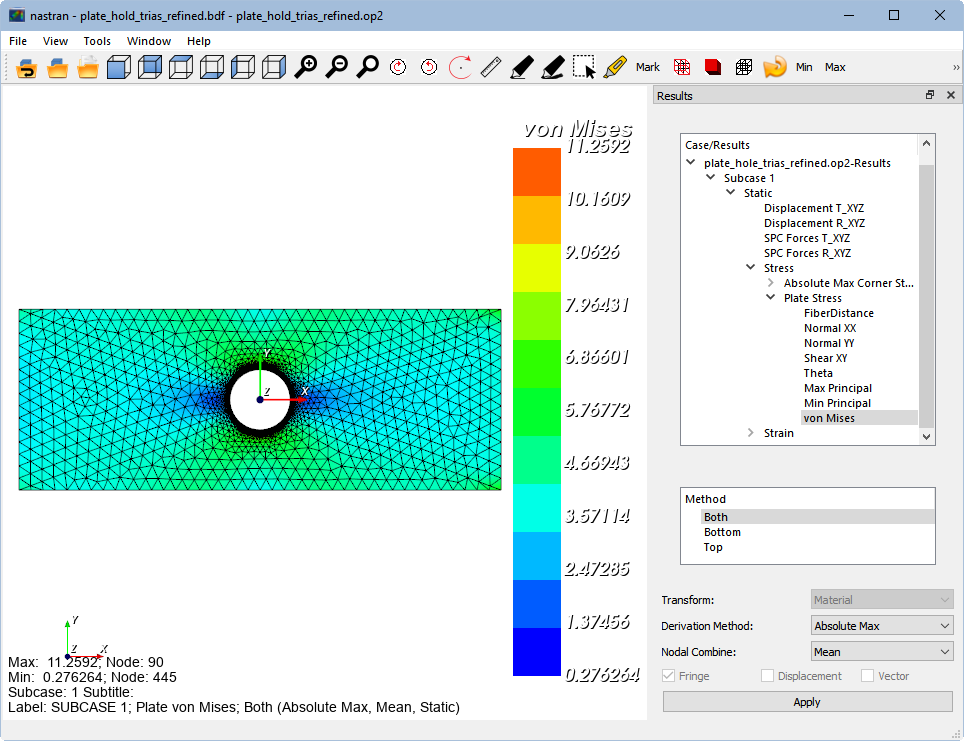 nastran - plate_hold_trias_refined.bdf - plate_hold_trias_refined.op2
File View Tools Window Help
Mark Min Max »
Results
von Mises
11.2592
10.1609
9.0626
7.96431
6.86601
5.76772
4.66943
3.57114
2.47285
1.37456
0.276264
Y
Z X
Y
Z X
Max: 11.2592; Node: 90
Min: 0.276264; Node: 445
Subcase: 1 Subtitle:
Label: SUBCASE 1; Plate von Mises; Both (Absolute Max, Mean, Static)
Case/Results
plate_hole_trias_refined.op2-Results
Subcase 1
Static
Displacement T_XYZ
Displacement R_XYZ
SPC Forces T_XYZ
SPC Forces R_XYZ
Stress
Absolute Max Corner St...
Plate Stress
FiberDistance
Normal XX
Normal YY
Shear XY
Theta
Max Principal
Min Principal
von Mises
Strain
Method
Both
Bottom
Top
Transform: Material
Derivation Method: Absolute Max
Nodal Combine: Mean
Fringe Displacement Vector
Apply